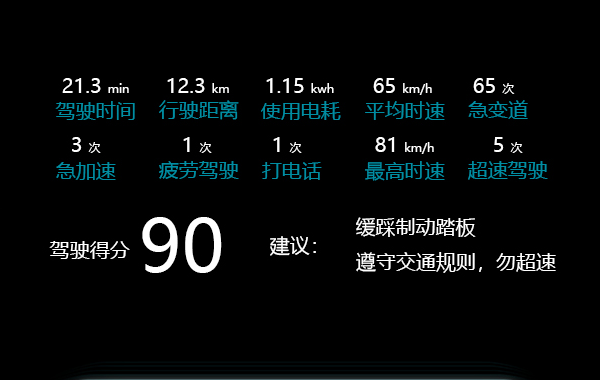 21.3 min 12.3 km 1.15 kwh 65 km/h 65 次
驾驶时间 行驶距离 使用电耗 平均时速 急变道
3 次 1 次 1 次 81 km/h 5 次
急加速 疲劳驾驶 打电话 最高时速 超速驾驶
驾驶得分 90 建议： 缓踩制动踏板
遵守交通规则，勿超速